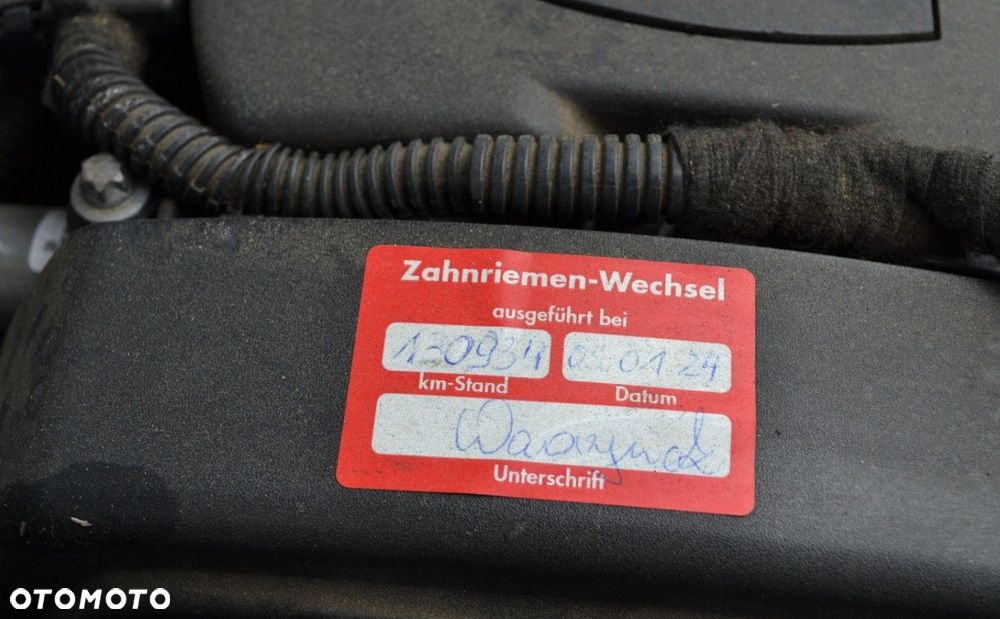 Zahnriemen-Wechsel
ausgeführt bei
130934 05.01.24
km-Stand Datum
Unterschrift
OTOMOTO